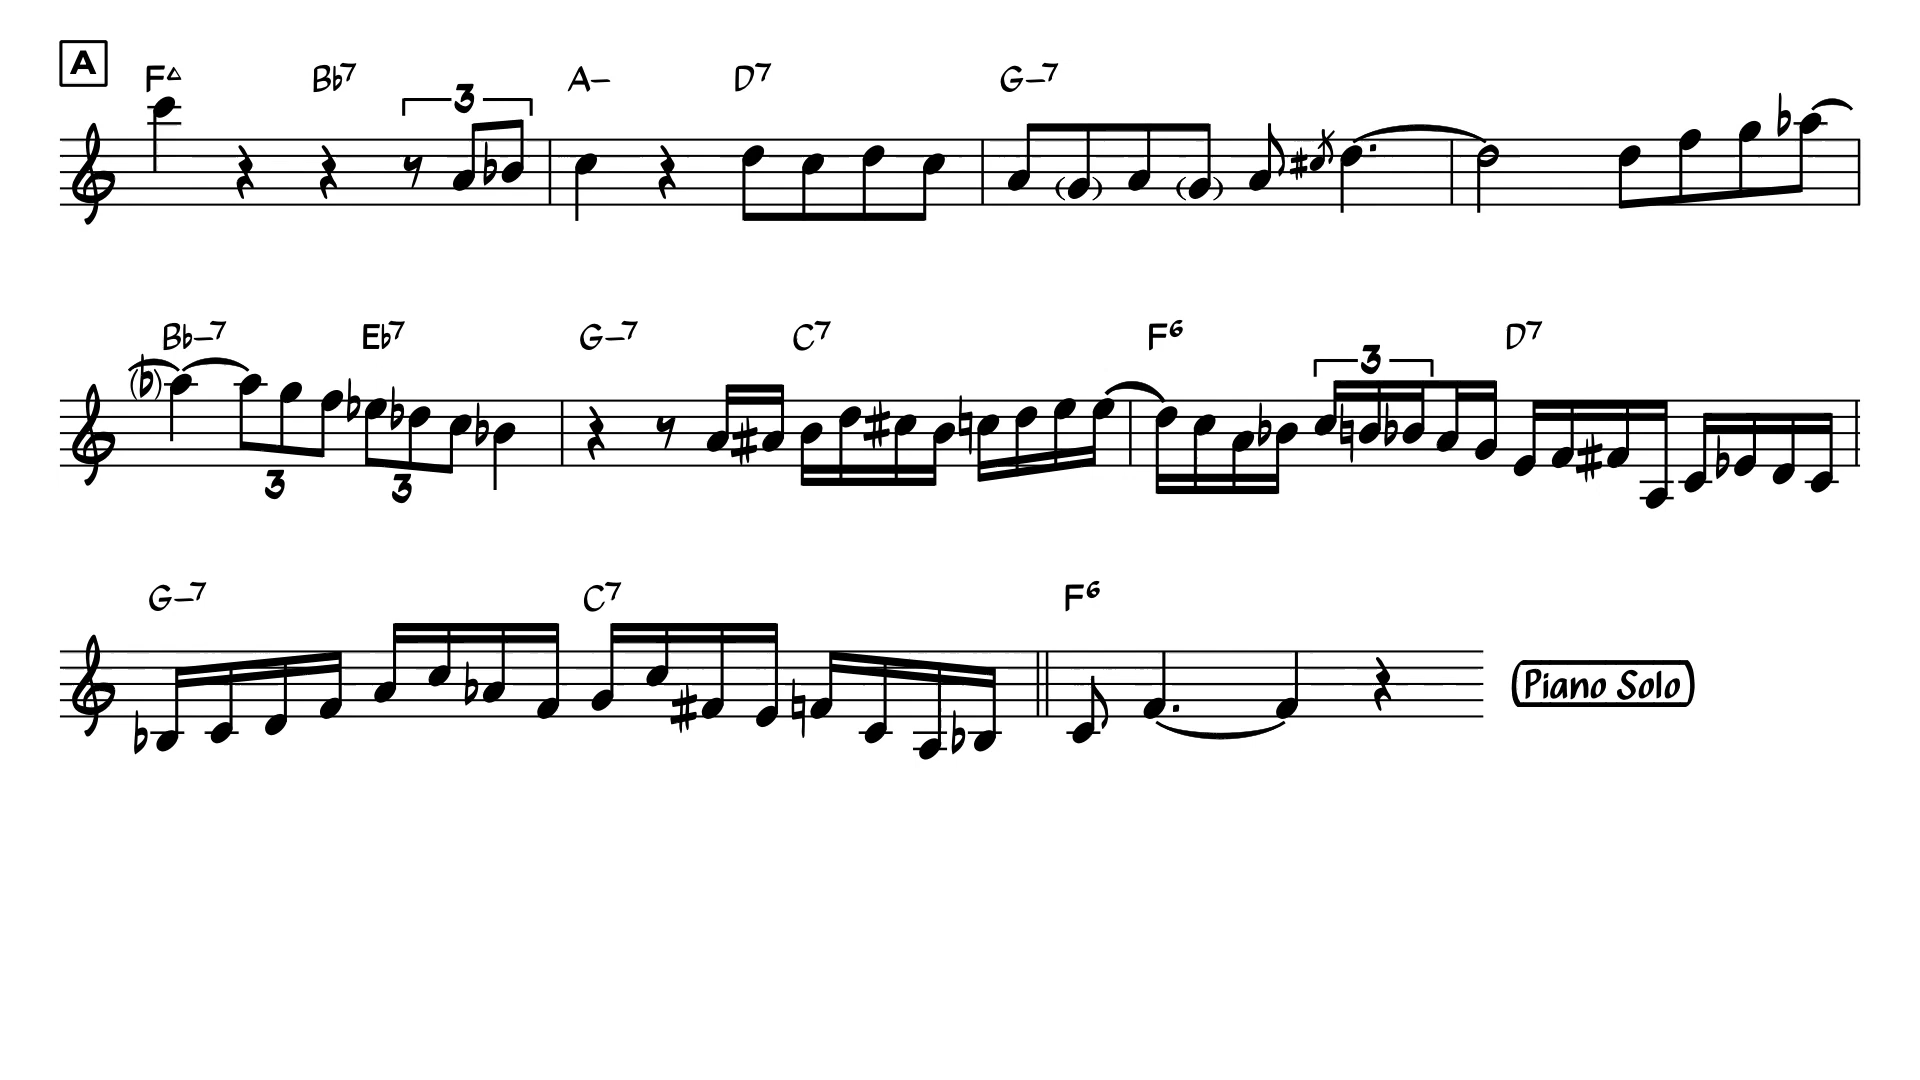 A
F△ Bb7 A– D7 G–7
3
Bb–7 Eb7 G–7 C7 F6 D7
3
3 3
G–7 C7 F6
Piano Solo